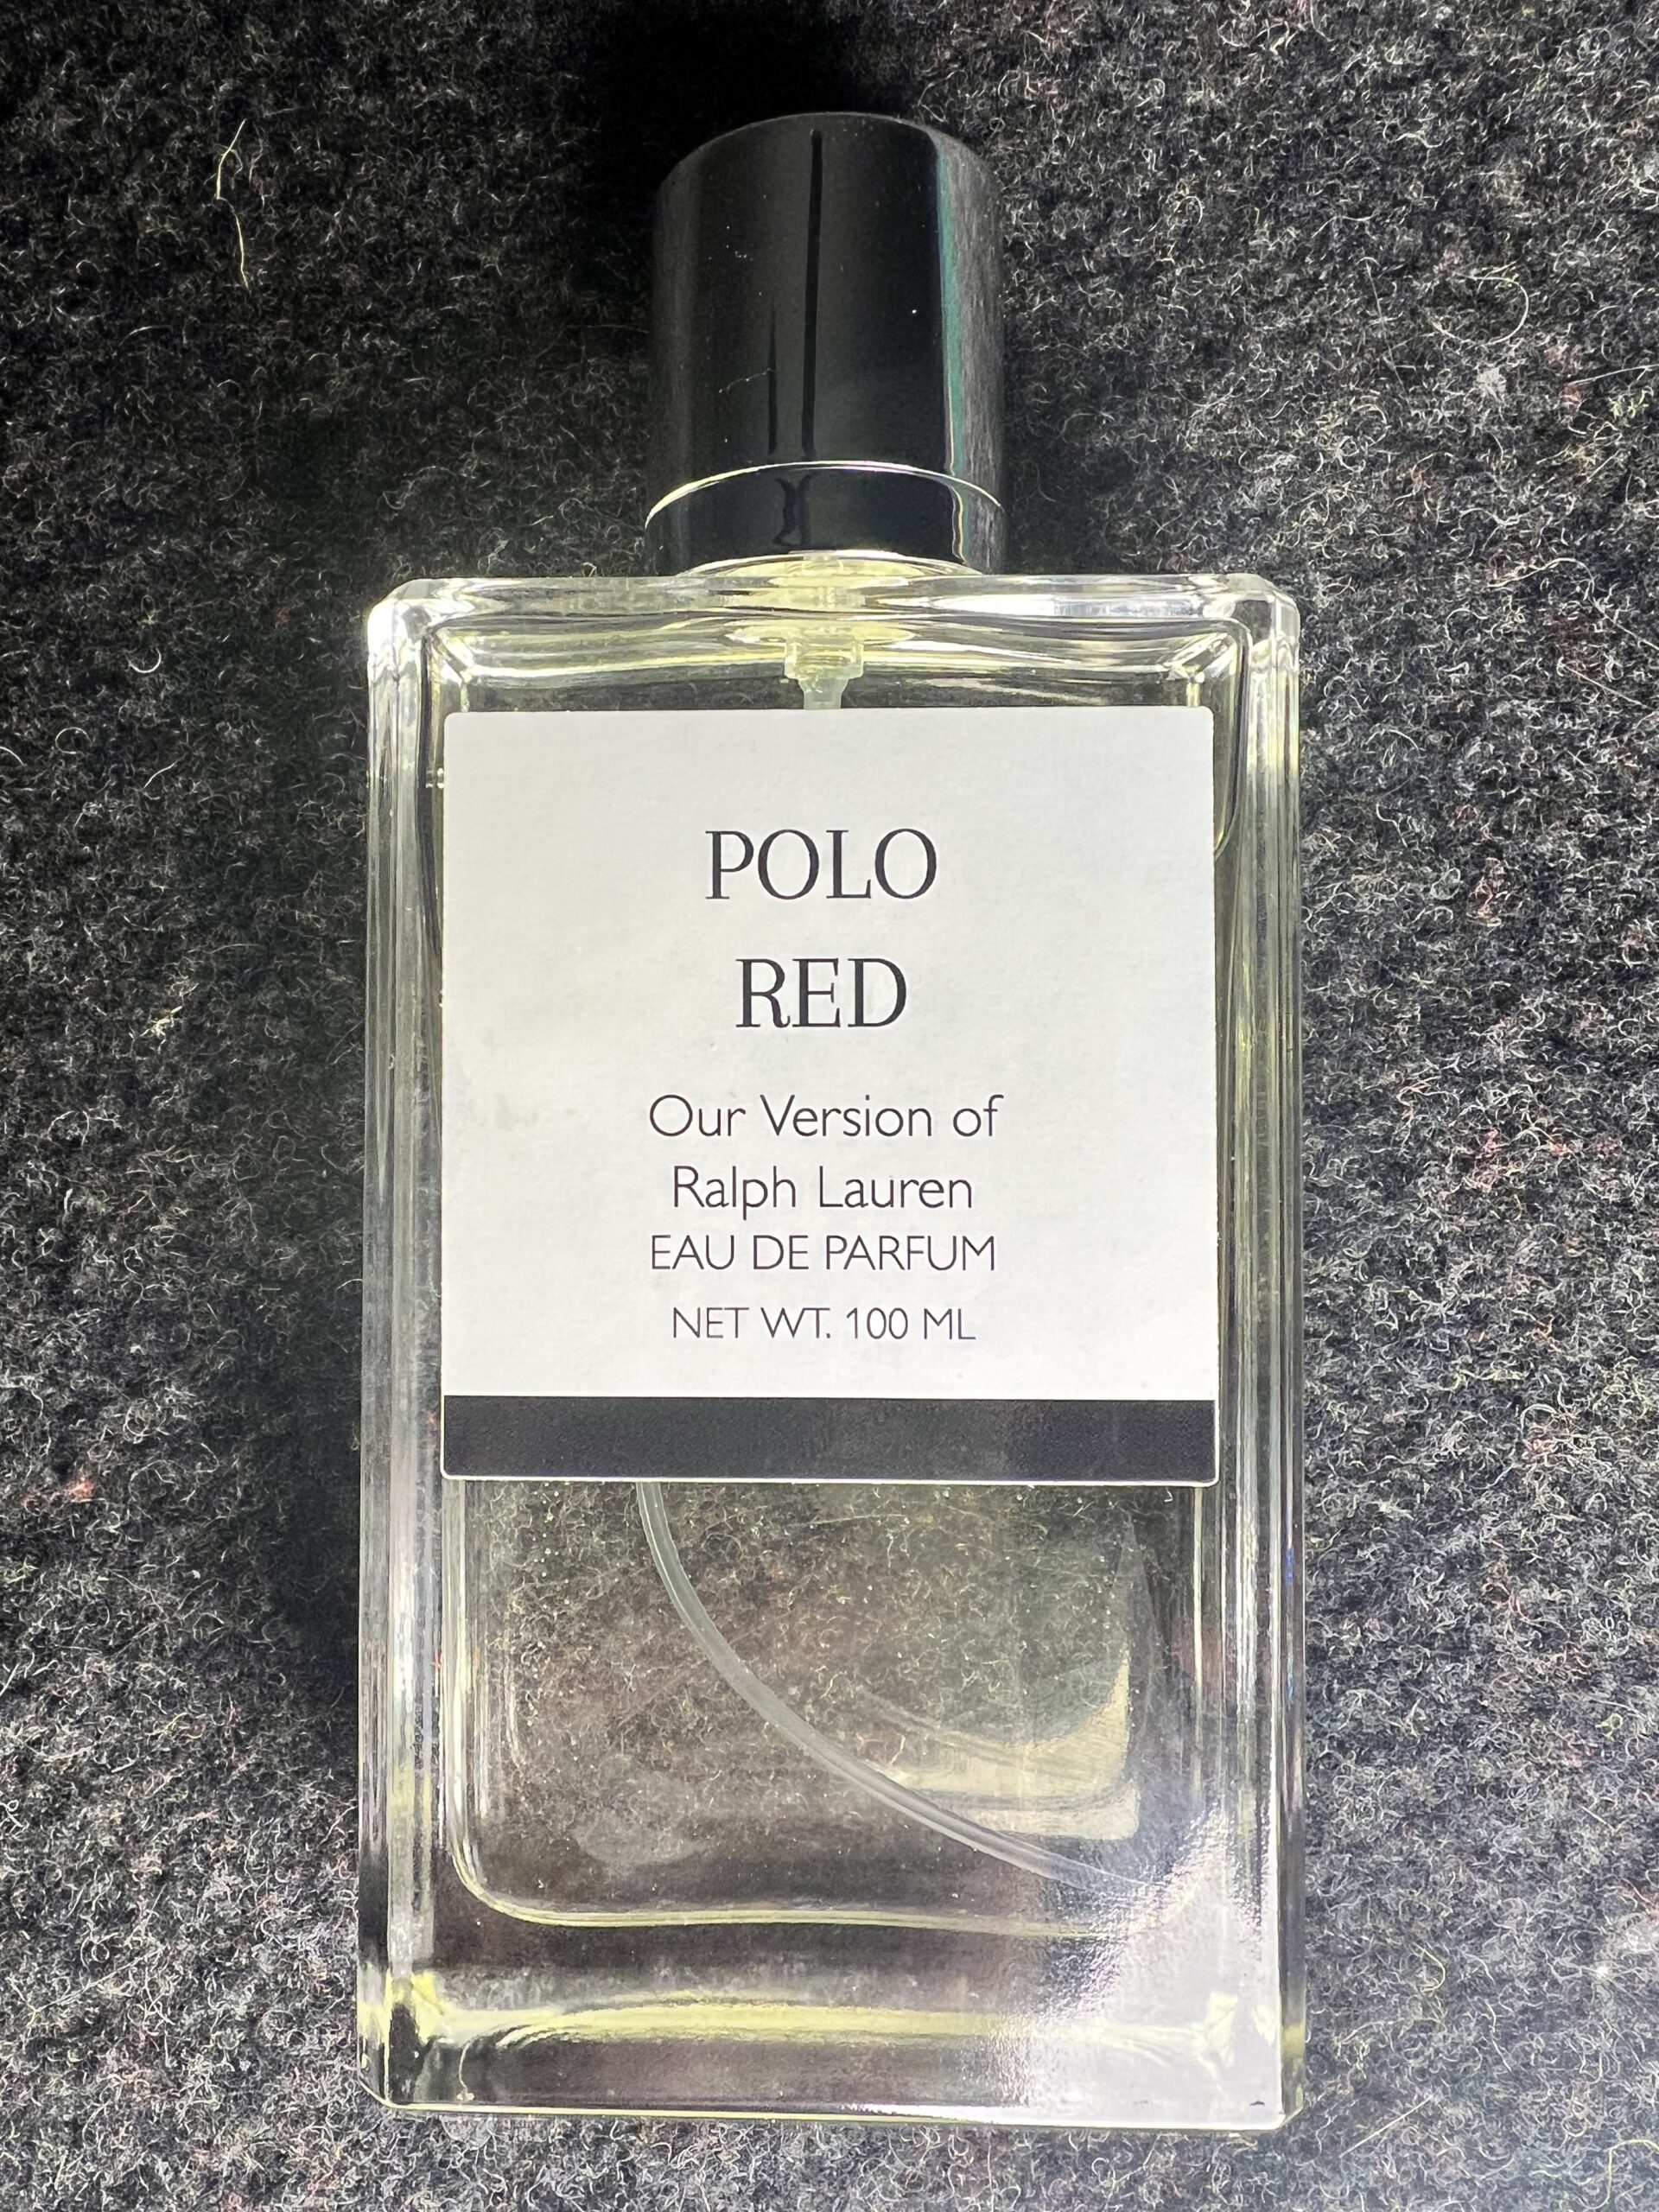 POLO
RED
Our Version of
Ralph Lauren
EAU DE PARFUM
NET WT. 100 ML